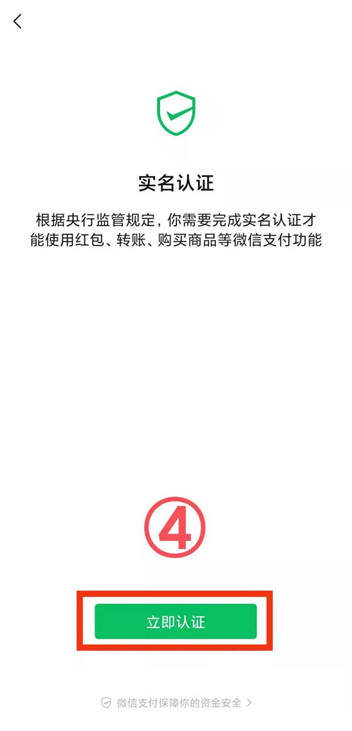 实名认证
根据央行监管规定，你需要完成实名认证才
能使用红包、转账、购买商品等微信支付功能
④
立即认证
微信支付保障你的资金安全